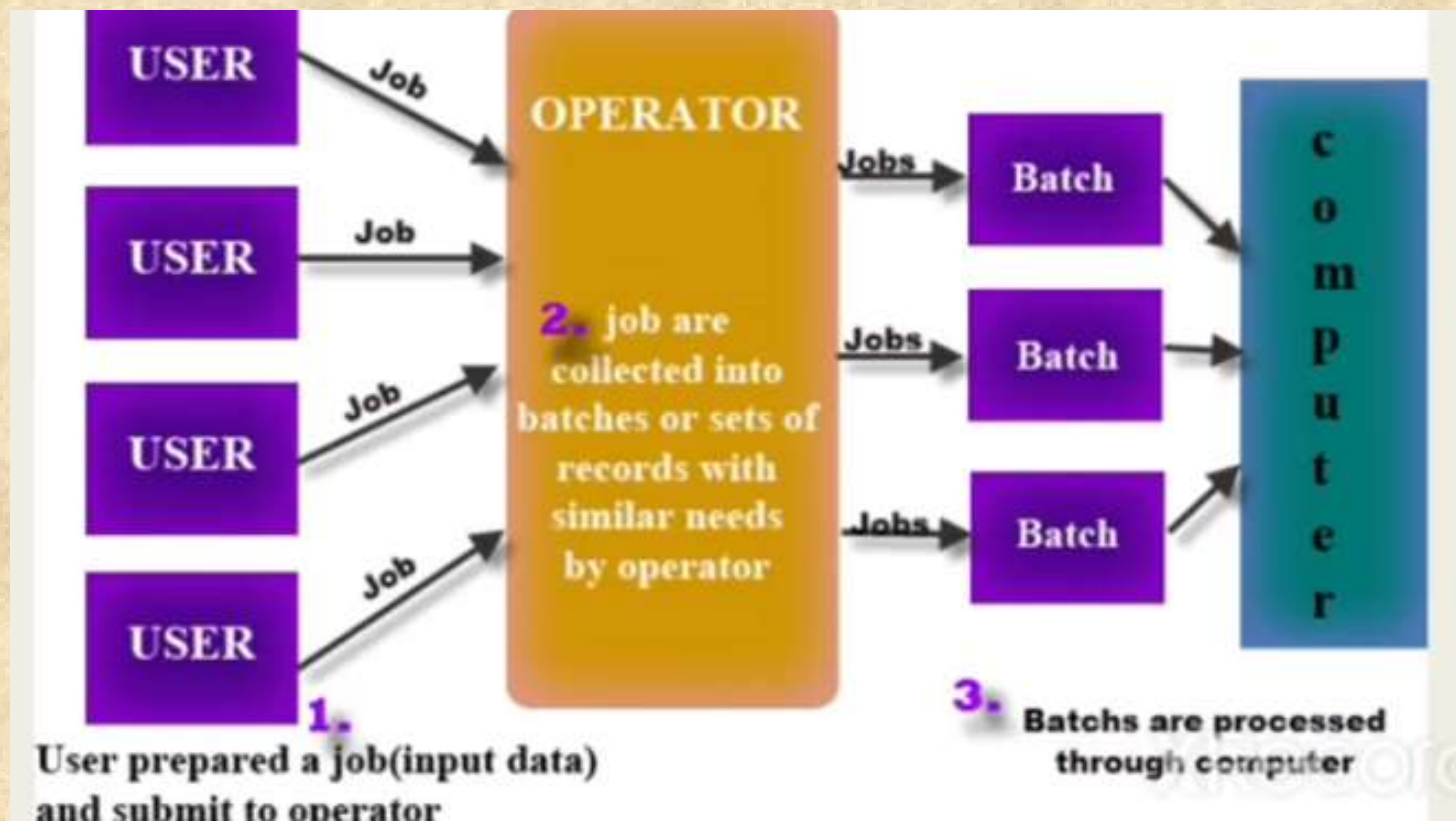 USER
Job
OPERATOR
USER
Job
USER
Job
USER
Job
2. job are
collected into
batches or sets of
records with
similar needs
by operator
Jobs
Batch
Jobs
Batch
Jobs
Batch
computer
1.
User prepared a job(input data)
and submit to operator
3.
Batchs are processed
through computer